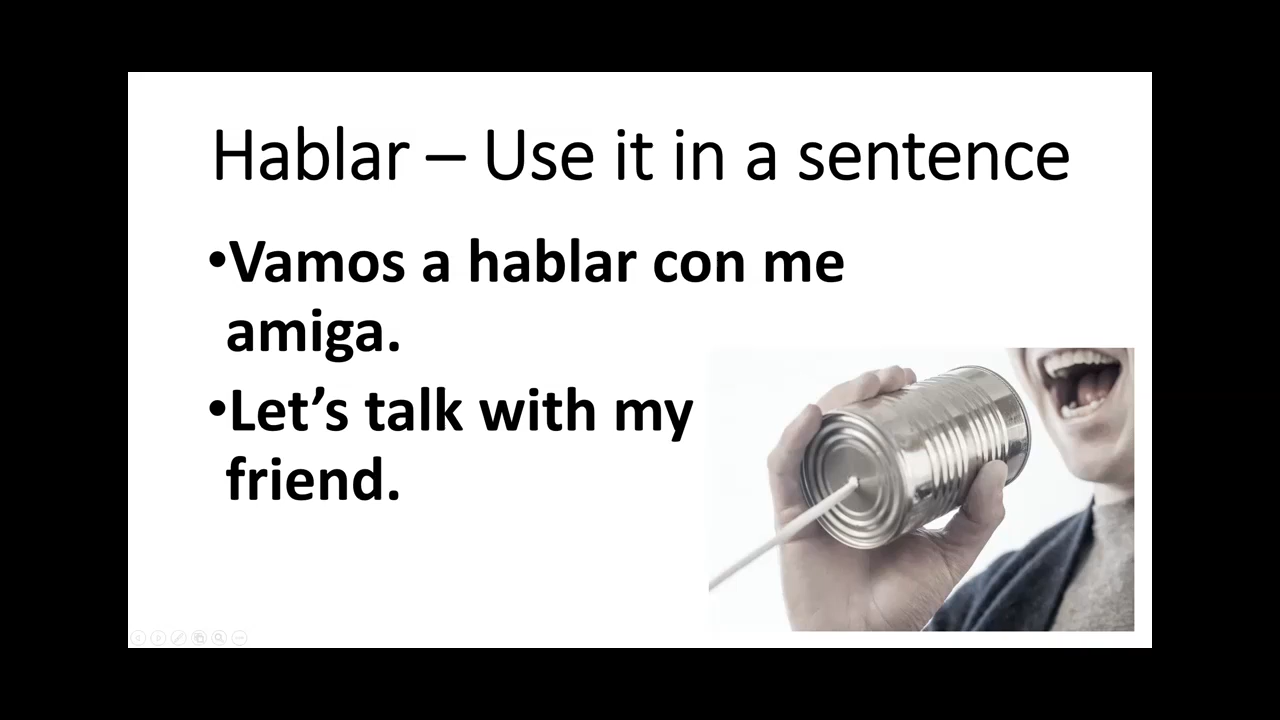 Hablar – Use it in a sentence
•Vamos a hablar con me
amiga.
•Let’s talk with my
friend.